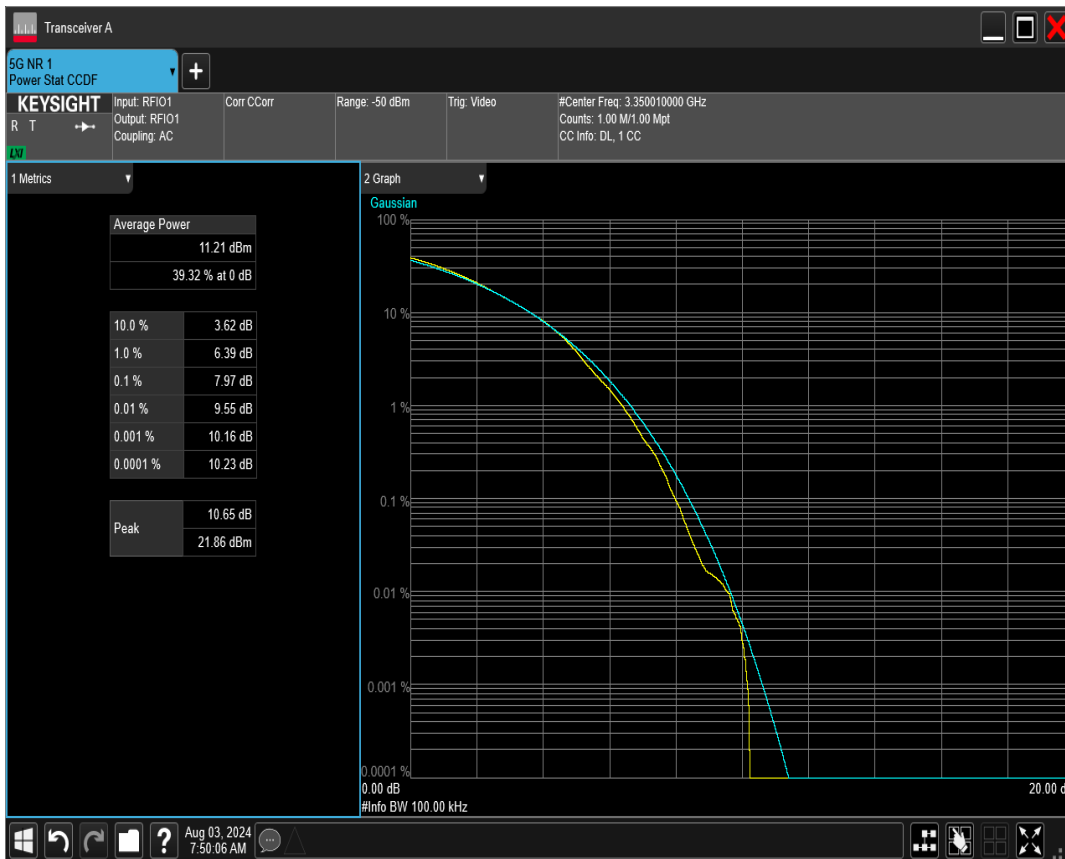 Transceiver A
5G NR 1
Power Stat CCDF
KEYSIGHT
R T
LXI
Input: RFIO1
Output: RFIO1
Coupling: AC
Corr CCorr
Range: -50 dBm
Trig: Video
#Center Freq: 3.350010000 GHz
Counts: 1.00 M/1.00 Mpt
CC Info: DL, 1 CC
1 Metrics
Average Power
11.21 dBm
39.32 % at 0 dB
10.0 % 3.62 dB
1.0 % 6.39 dB
0.1 % 7.97 dB
0.01 % 9.55 dB
0.001 % 10.16 dB
0.0001 % 10.23 dB
Peak
10.65 dB
21.86 dBm
2 Graph
Gaussian
100 %
10 %
1 %
0.1 %
0.01 %
0.001 %
0.0001 %
0.00 dB
20.00 d
#Info BW 100.00 kHz
Aug 03, 2024
7:50:06 AM